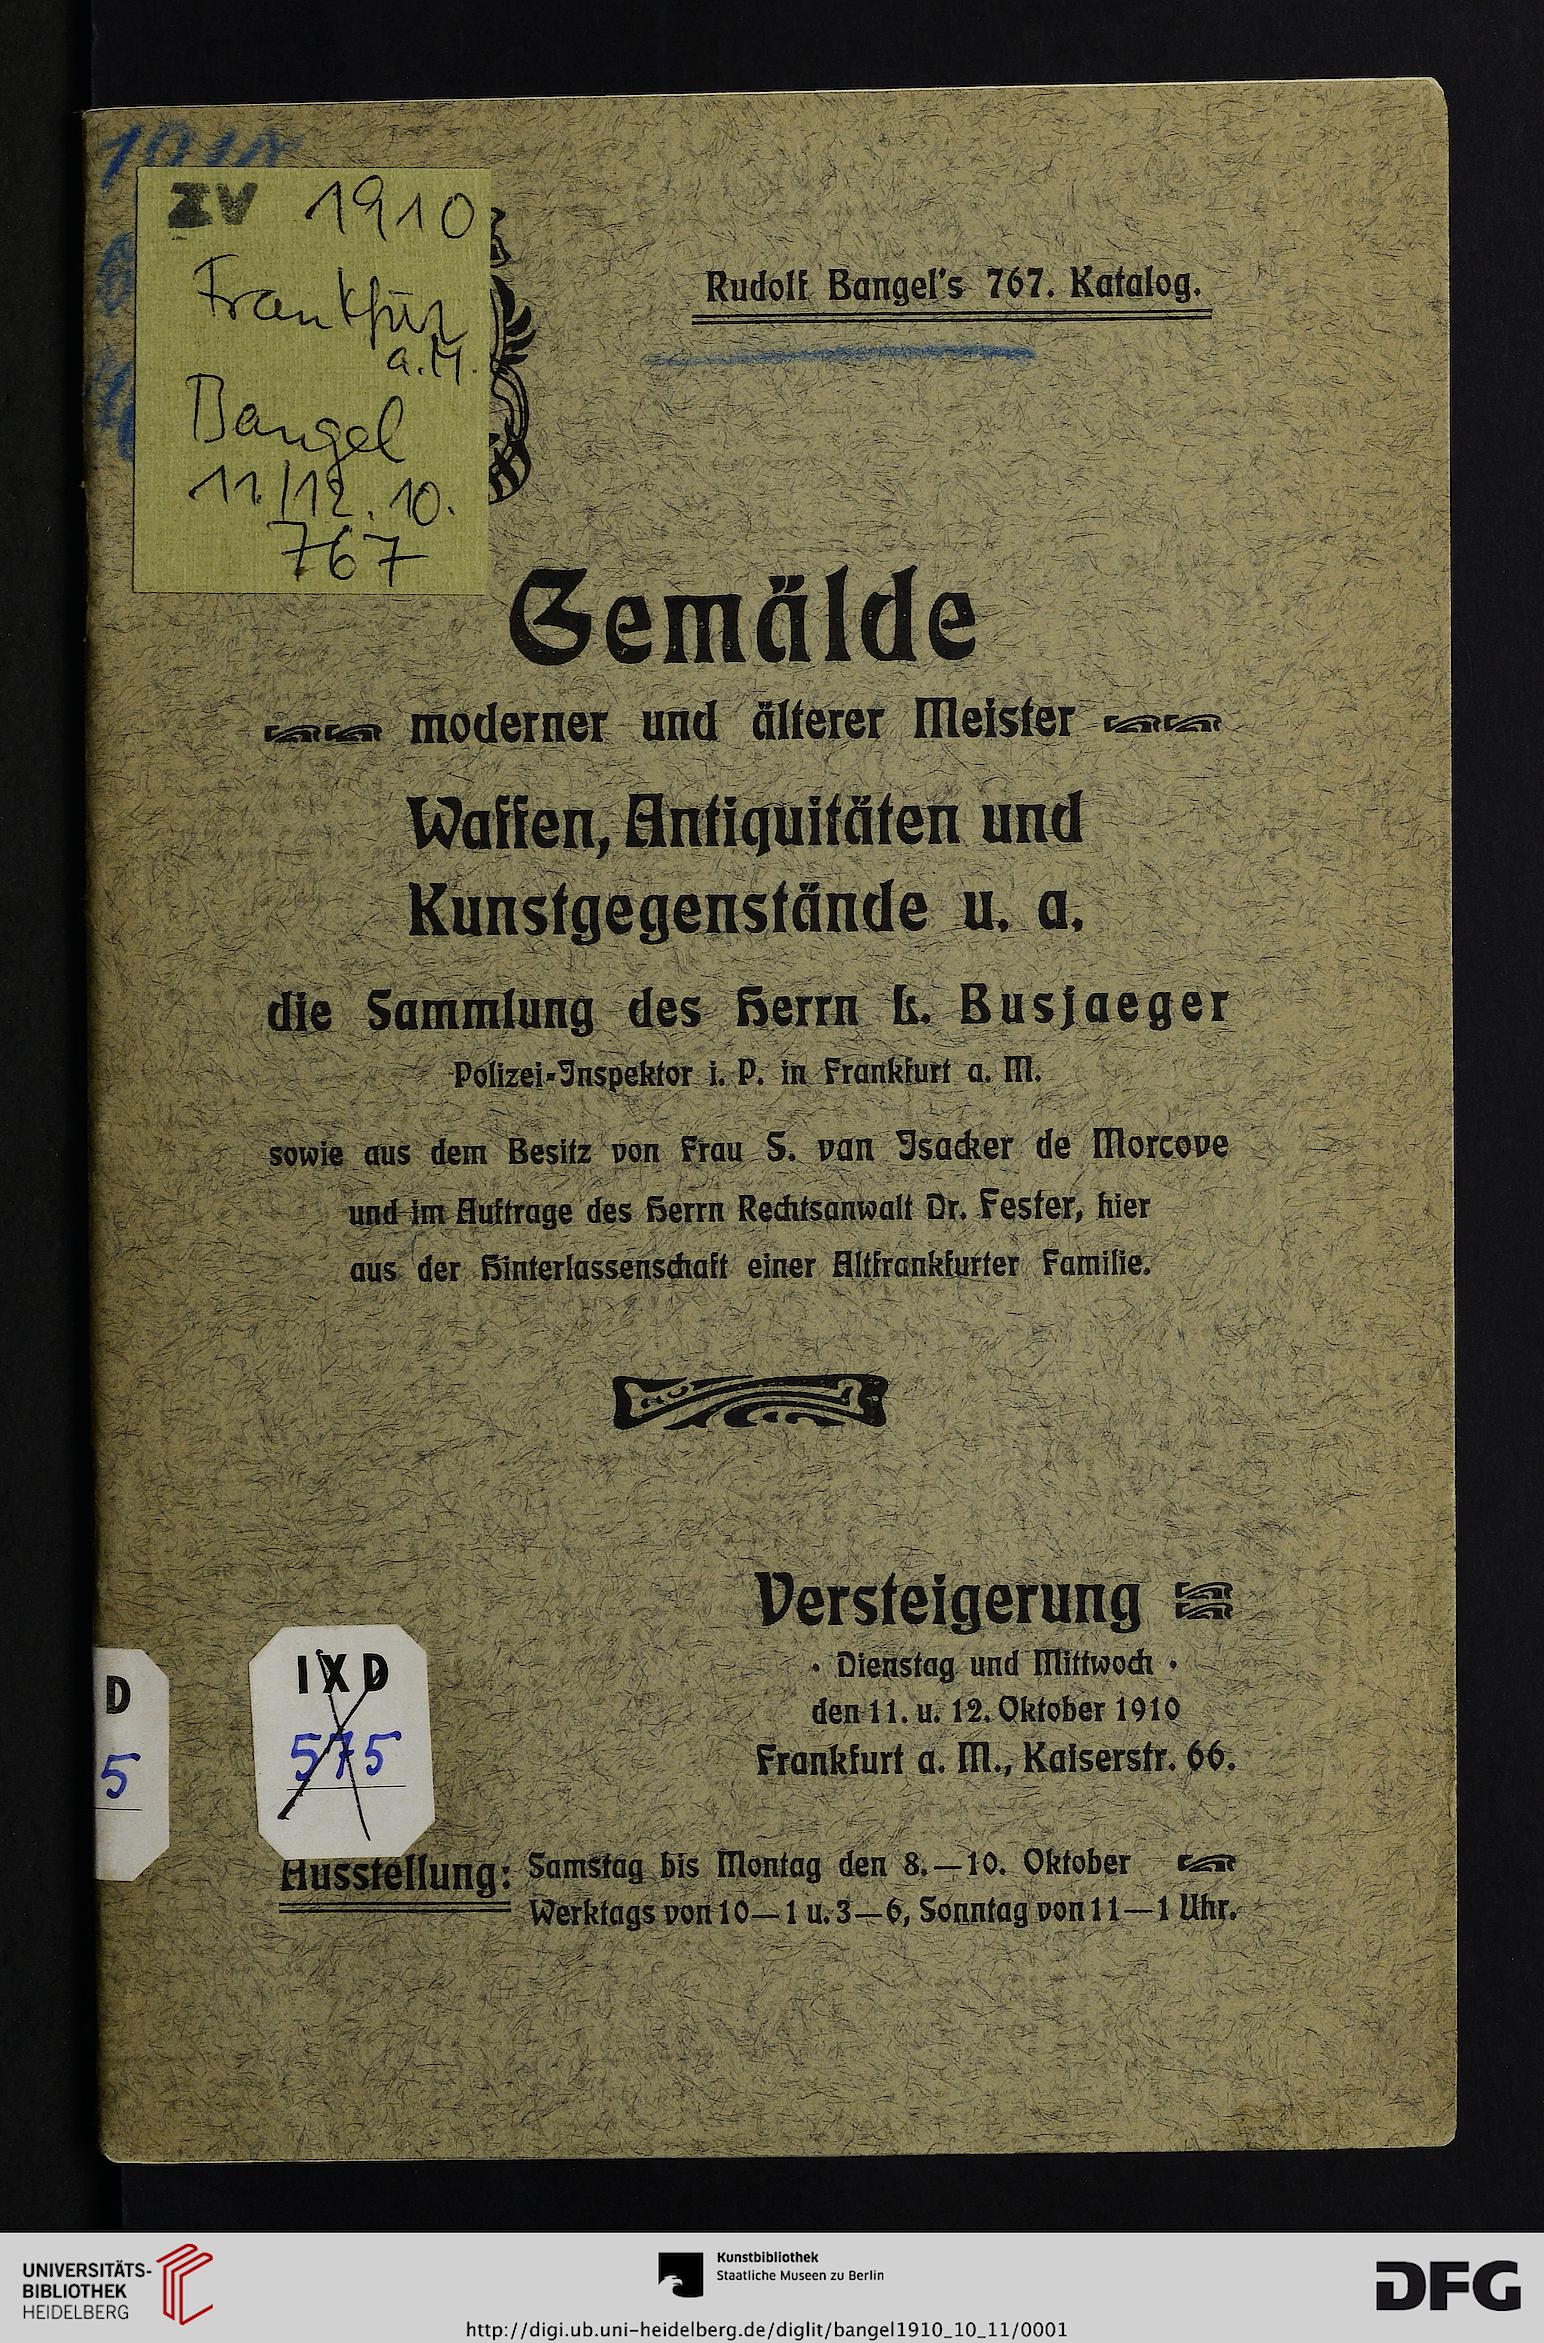 ZV 1910
Frankfur
a.M.
Bangel
11./12. 10.
767
Rudolf Bangel's 767. Katalog.
Gemälde
moderner und älterer Meister
Waffen, Antiquitäten und
Kunstgegenstände u. a.
die Sammlung des Herrn L. Busjaeger
Polizei-Inspektor i. P. in Frankfurt a. M.
sowie aus dem Besitz von Frau S. van Isacker de Morcove
und im Auftrage des Herrn Rechtsanwalt Dr. Fester, hier
aus der Hinterlassenschaft einer Altfrankfurter Familie.
Versteigerung
• Dienstag und Mittwoch •
den 11. u. 12. Oktober 1910
Frankfurt a. M., Kaiserstr. 66.
D
5
IXD
575
Ausstellung: Samstag bis Montag den 8.—10. Oktober
Werktags von 10—1 u. 3—6, Sonntag von 11—1 Uhr.
UNIVERSITÄTS-
BIBLIOTHEK
HEIDELBERG
Kunstbibliothek
Staatliche Museen zu Berlin
DFG
http://digi.ub.uni-heidelberg.de/diglit/bangel1910_10_11/0001